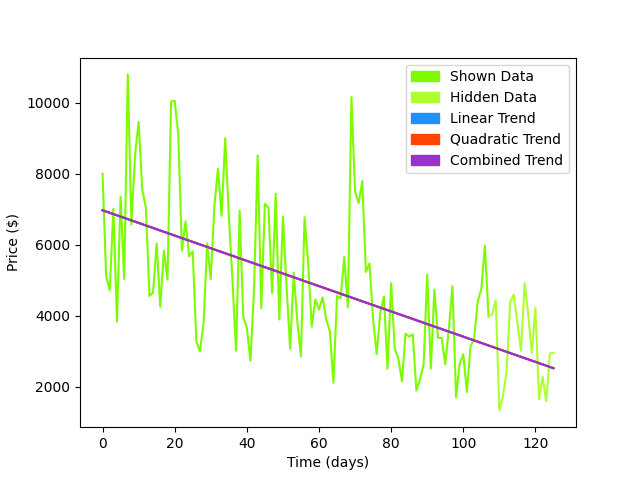 Shown Data
Hidden Data
Linear Trend
Quadratic Trend
Combined Trend
Price ($)
10000
8000
6000
4000
2000
0 20 40 60 80 100 120
Time (days)